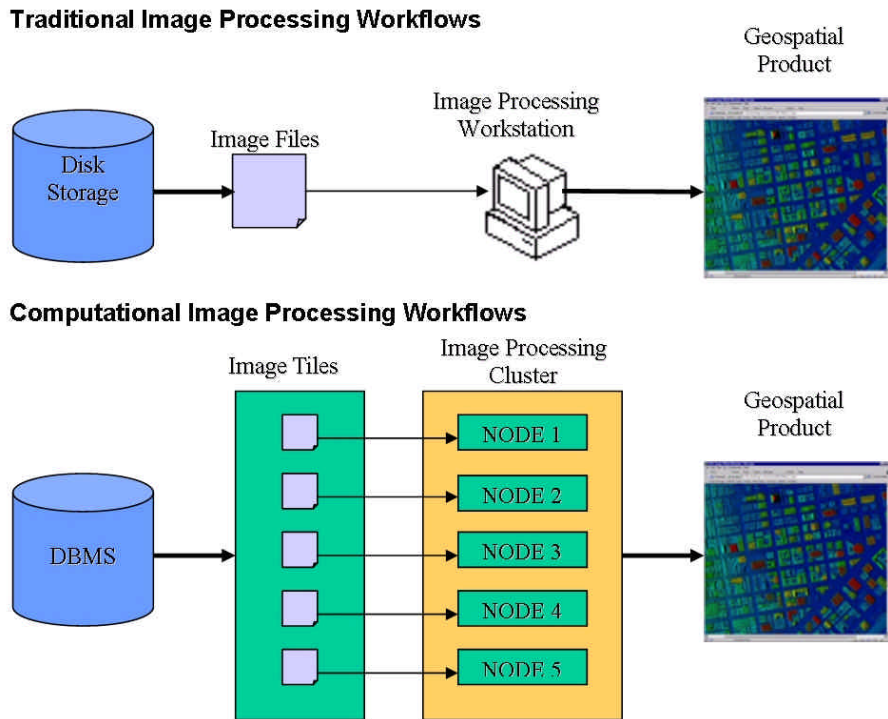 Traditional Image Processing Workflows
Geospatial
Product
Image Processing
Workstation
Image Files
Disk
Storage
Computational Image Processing Workflows
Image Tiles
Image Processing
Cluster
Geospatial
Product
NODE 1
NODE 2
DBMS
NODE 3
NODE 4
NODE 5